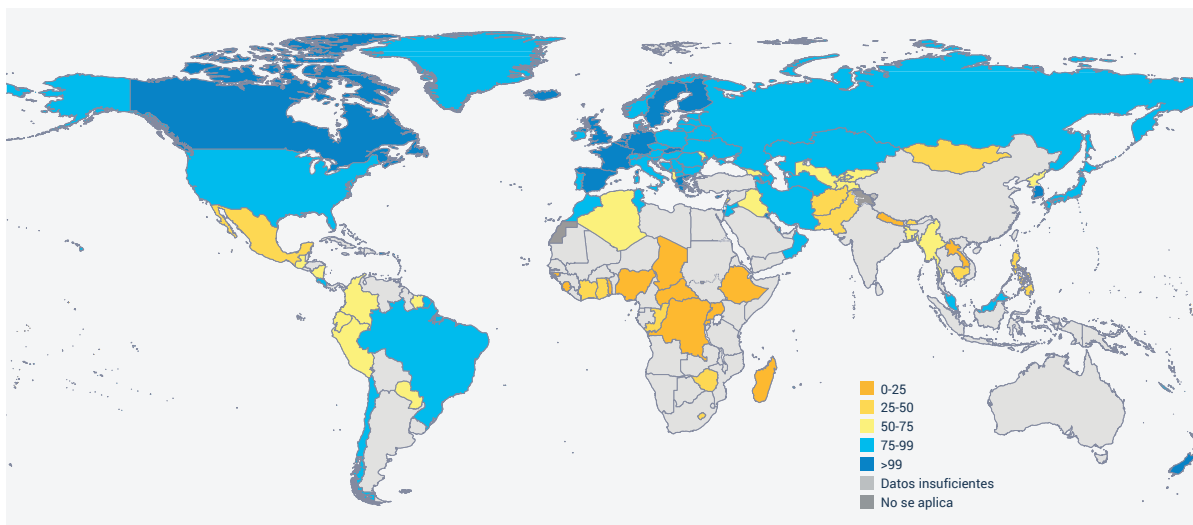 0-25
25-50
50-75
75-99
>99
Datos insuficientes
No se aplica